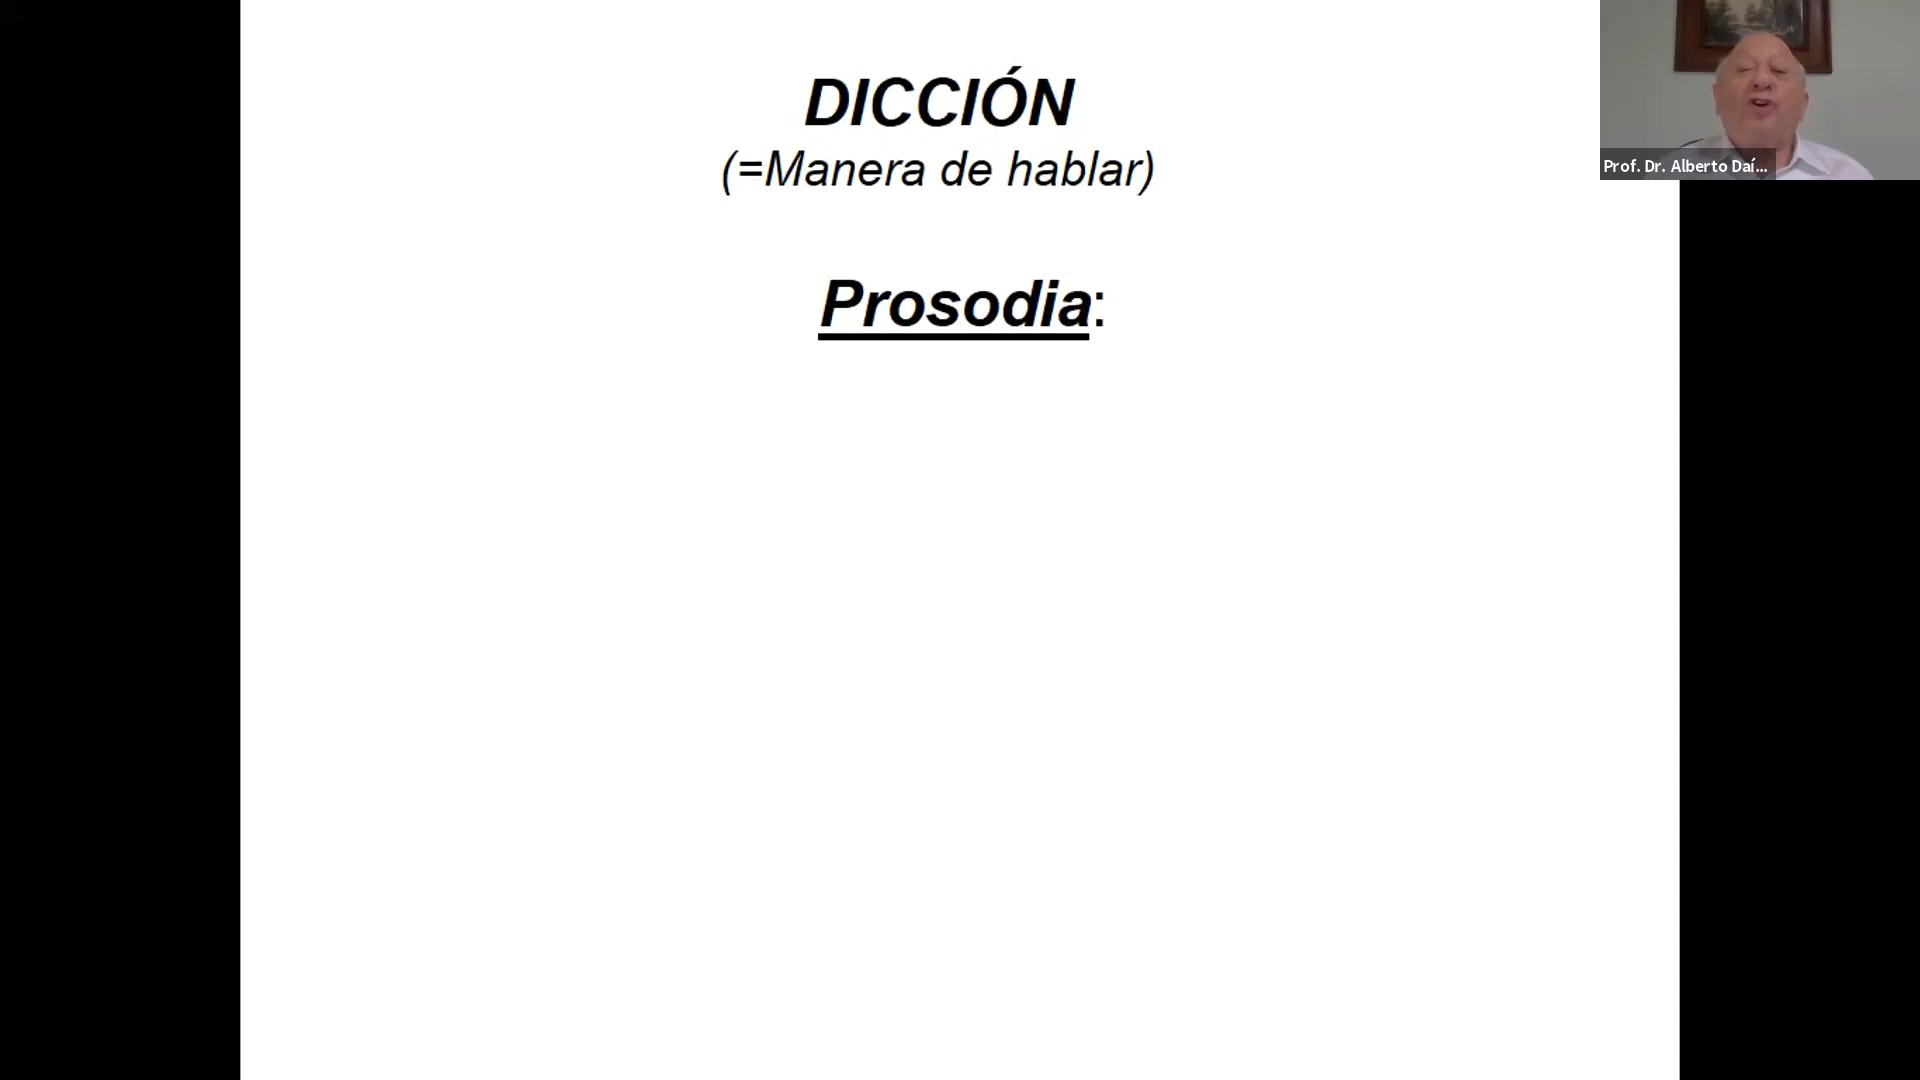 DICCIÓN
(=Manera de hablar)
Prosodia:
Prof. Dr. Alberto Daí...